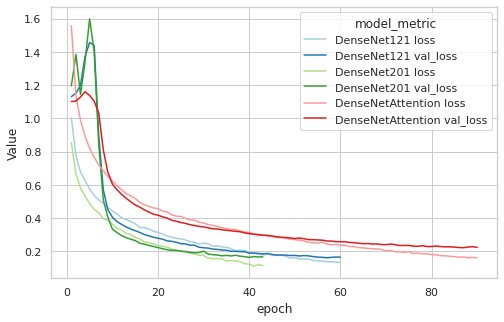 model_metric
DenseNet121 loss
DenseNet121 val_loss
DenseNet201 loss
DenseNet201 val_loss
DenseNetAttention loss
DenseNetAttention val_loss
Value
1.6
1.4
1.2
1.0
0.8
0.6
0.4
0.2
0 20 40 60 80
epoch